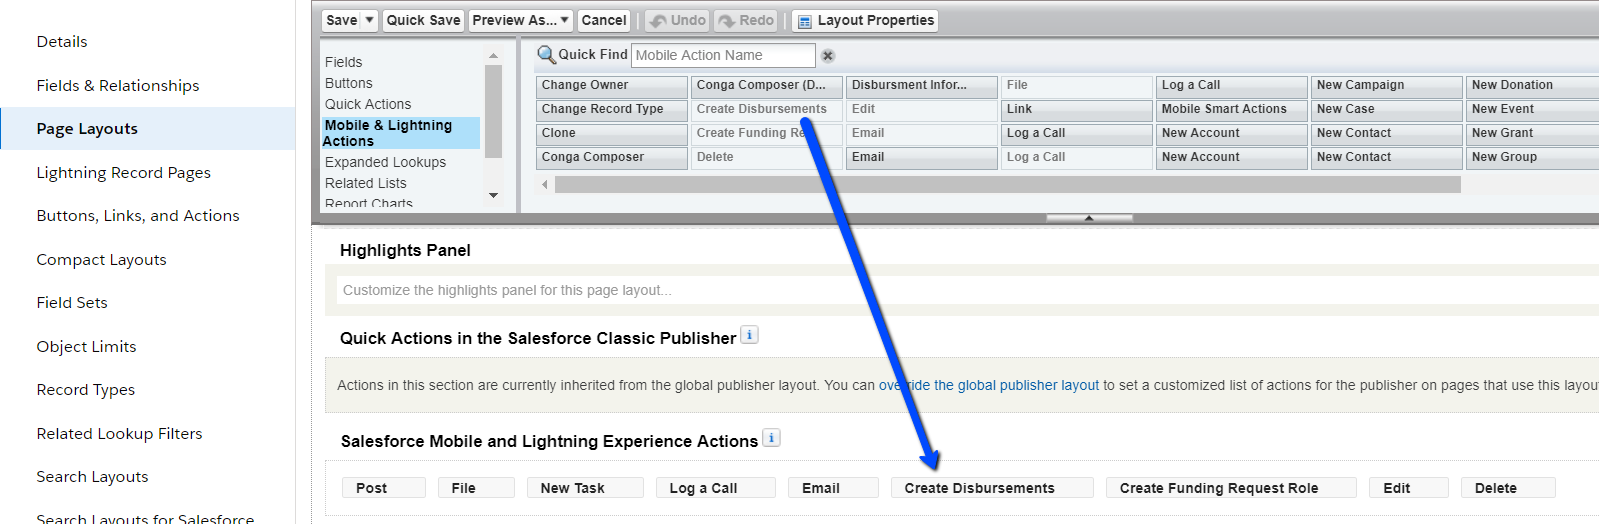 Details
Fields & Relationships
Page Layouts
Lightning Record Pages
Buttons, Links, and Actions
Compact Layouts
Field Sets
Object Limits
Record Types
Related Lookup Filters
Search Layouts
Search Layouts for Salesforce
Save Quick Save Preview As... Cancel Undo Redo Layout Properties
Fields
Buttons
Quick Actions
Mobile & Lightning
Actions
Expanded Lookups
Related Lists
Report Charts
Quick Find Mobile Action Name
Change Owner Conga Composer (D... Disbursment Infor... File Log a Call New Campaign New Donation
Change Record Type Create Disbursements Edit Link Mobile Smart Actions New Case New Event
Clone Create Funding Re Email Log a Call New Account New Contact New Grant
Conga Composer Delete Email Log a Call New Account New Contact New Group
Highlights Panel
Customize the highlights panel for this page layout...
Quick Actions in the Salesforce Classic Publisher i
Actions in this section are currently inherited from the global publisher layout. You can override the global publisher layout to set a customized list of actions for the publisher on pages that use this layou
Salesforce Mobile and Lightning Experience Actions i
Post File New Task Log a Call Email Create Disbursements Create Funding Request Role Edit Delete